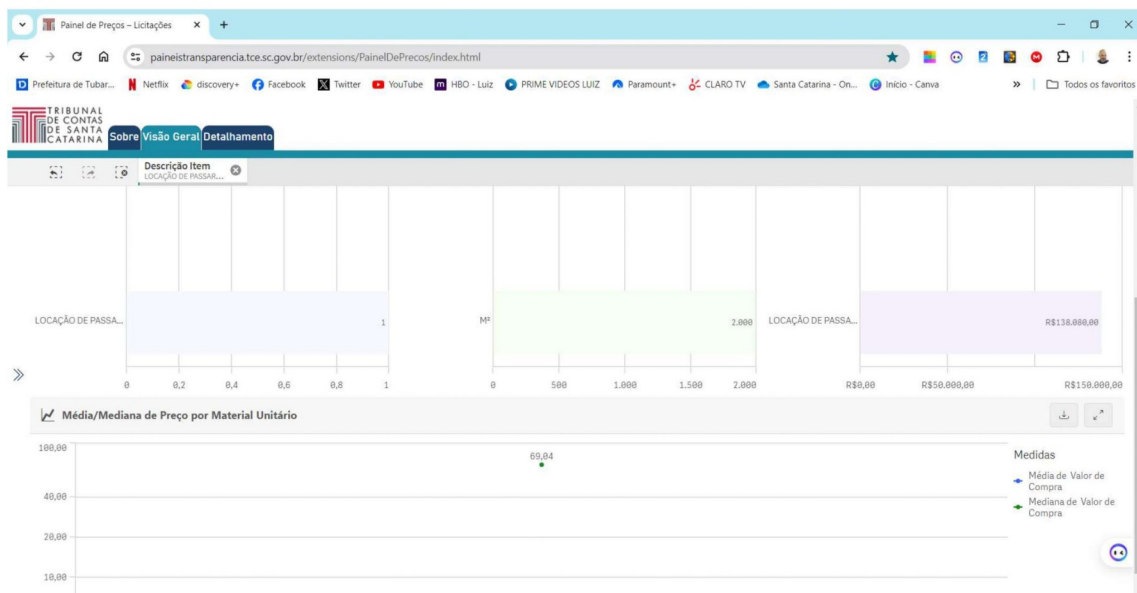 Painel de Preços – Licitações
paineistransparencia.tce.sc.gov.br/extensions/PainelDePrecos/index.html
Prefeitura de Tubar... Netflix discovery+ Facebook Twitter YouTube HBO - Luiz PRIME VIDEOS LUIZ Paramount+ CLARO TV Santa Catarina - On... Início - Canva » Todos os favoritos
TRIBUNAL
DE CONTAS
DE SANTA
CATARINA
Sobre Visão Geral Detalhamento
Descrição Item
LOCAÇÃO DE PASSAR...
LOCAÇÃO DE PASSA... 1 M² 2.000 LOCAÇÃO DE PASSA... R$138.080,00
0 0,2 0,4 0,6 0,8 1 0 500 1.000 1.500 2.000 R$0,00 R$50.000,00 R$150.000,00
Média/Mediana de Preço por Material Unitário
100,00
69,04
40,00
20,00
10,00
Medidas
Média de Valor de
Compra
Mediana de Valor de
Compra